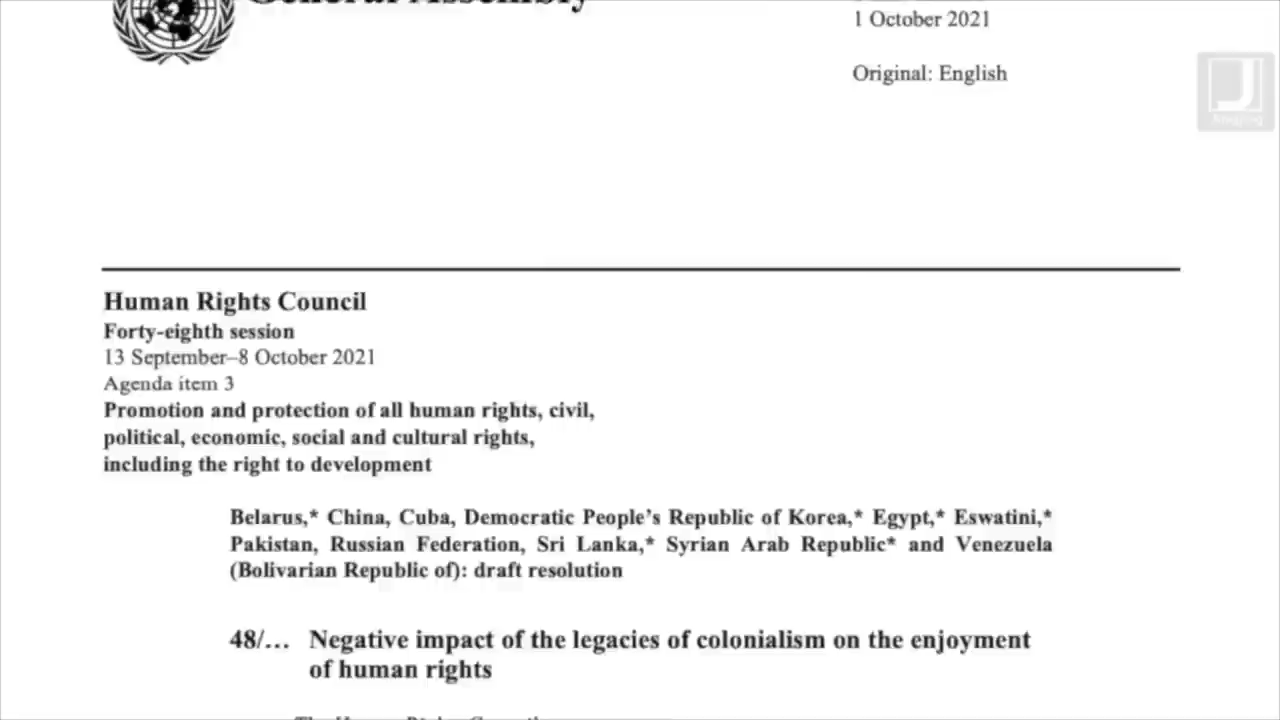 General Assembly
1 October 2021
Original: English
Human Rights Council
Forty-eighth session
13 September–8 October 2021
Agenda item 3
Promotion and protection of all human rights, civil,
political, economic, social and cultural rights,
including the right to development
Belarus,* China, Cuba, Democratic People's Republic of Korea,* Egypt,* Eswatini,*
Pakistan, Russian Federation, Sri Lanka,* Syrian Arab Republic* and Venezuela
(Bolivarian Republic of): draft resolution
48/… Negative impact of the legacies of colonialism on the enjoyment
of human rights